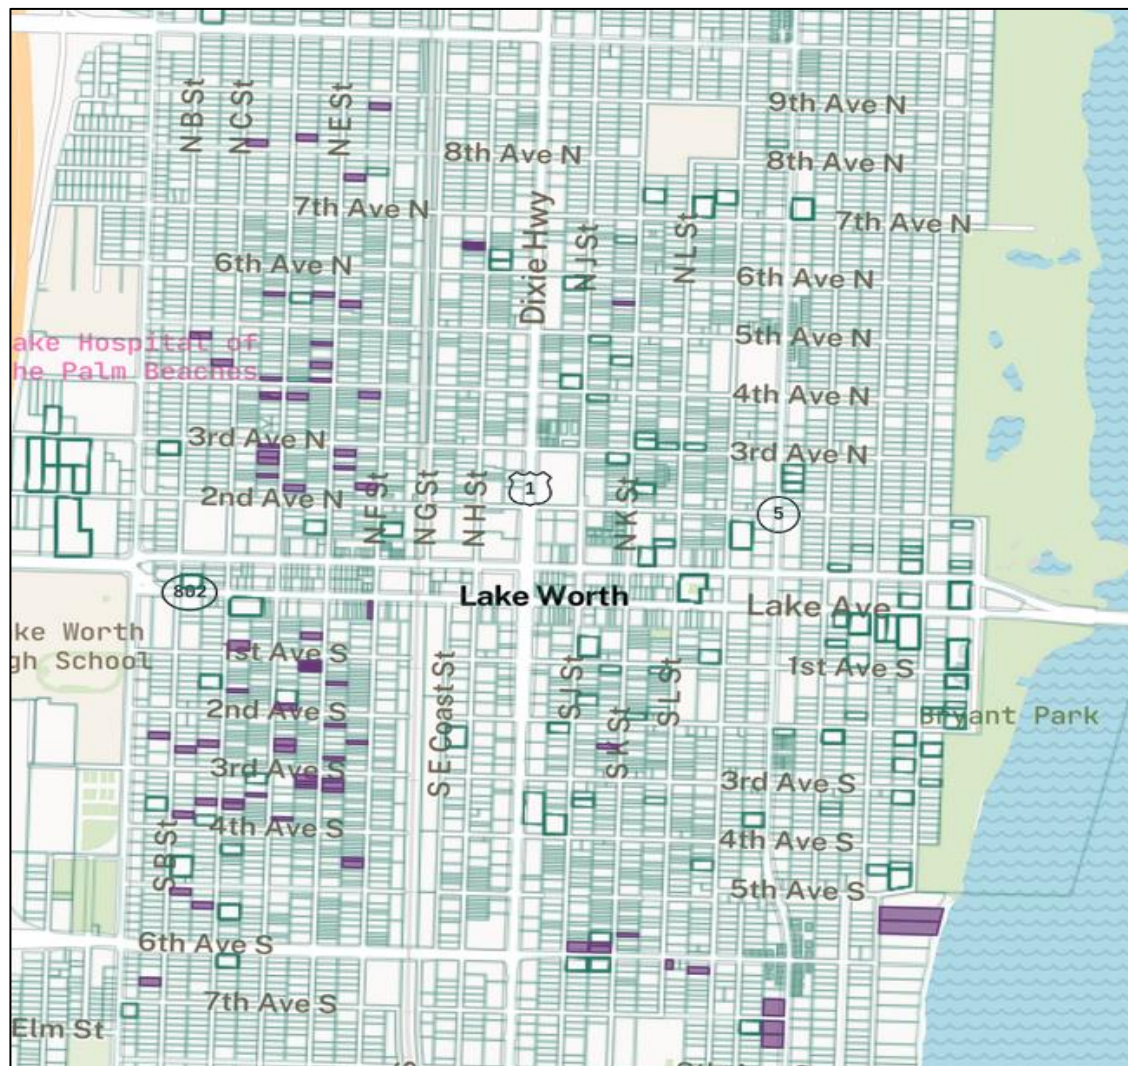 N B St
N C St
N E St
9th Ave N
8th Ave N
8th Ave N
7th Ave N
7th Ave N
Dixie Hwy
N J St
N L St
6th Ave N
6th Ave N
5th Ave N
ake Hospital of
he Palm Beaches
4th Ave N
3rd Ave N
3rd Ave N
2nd Ave N
N F St
N G St
N H St
1
N K St
5
802
Lake Worth
Lake Ave
ke Worth
gh School
1st Ave S
1st Ave S
S E Coast St
S J St
S L St
S K St
2nd Ave S
Bryant Park
3rd Ave S
3rd Ave S
4th Ave S
4th Ave S
S B St
5th Ave S
6th Ave S
7th Ave S
Elm St